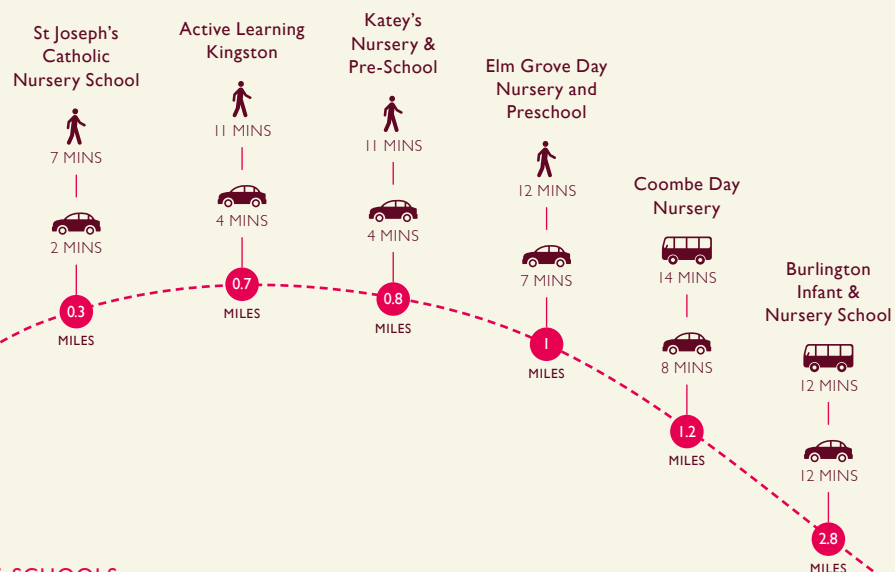 St Joseph's
Catholic
Nursery School
7 MINS
2 MINS
0.3
MILES
Active Learning
Kingston
11 MINS
4 MINS
0.7
MILES
Katey's
Nursery &
Pre-School
11 MINS
4 MINS
0.8
MILES
Elm Grove Day
Nursery and
Preschool
12 MINS
7 MINS
1
MILES
Coombe Day
Nursery
14 MINS
8 MINS
1.2
MILES
Burlington
Infant &
Nursery School
12 MINS
12 MINS
2.8
MILES
SCHOOLS